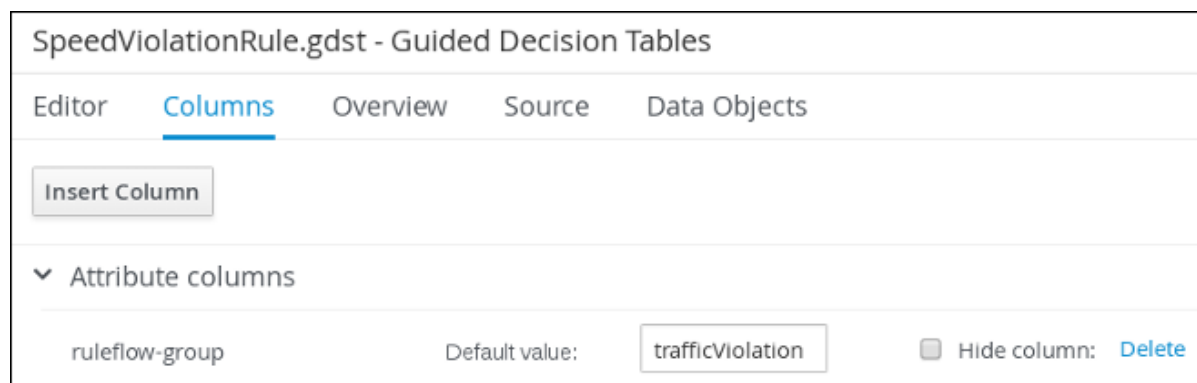 SpeedViolationRule.gdst - Guided Decision Tables
Editor Columns Overview Source Data Objects
Insert Column
Attribute columns
ruleflow-group Default value: trafficViolation Hide column: Delete